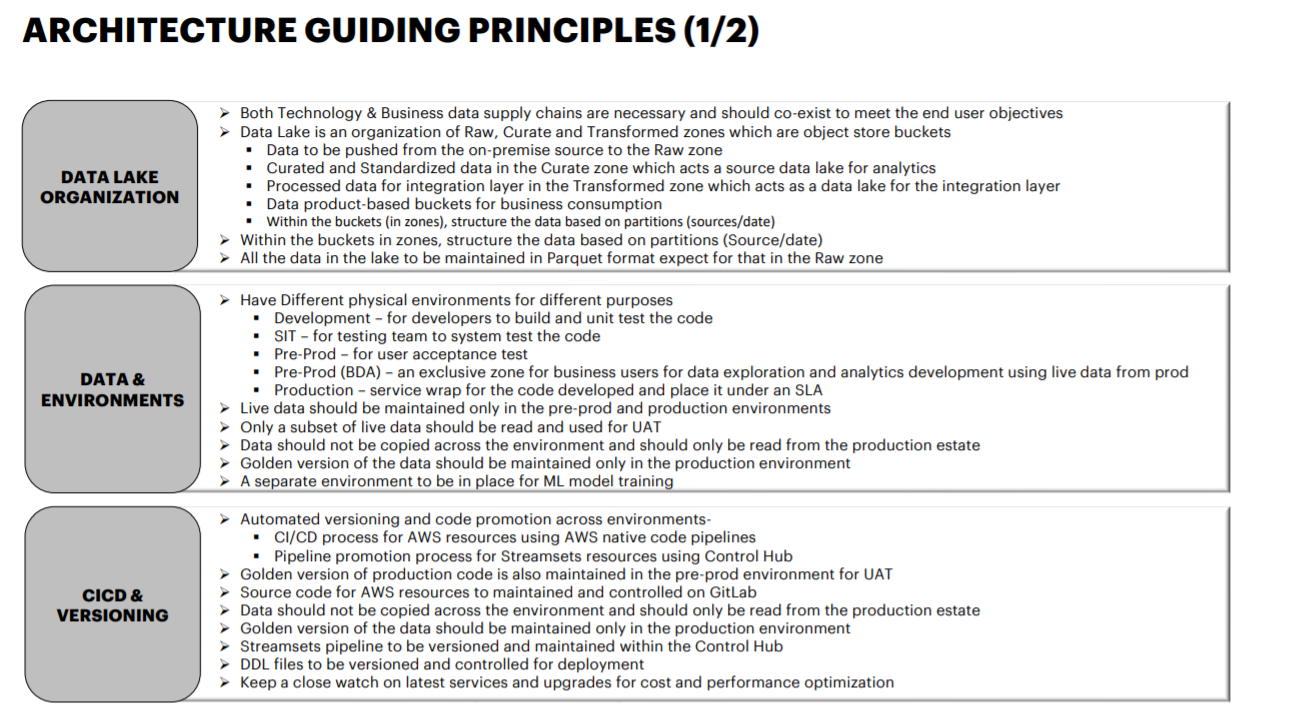 ARCHITECTURE GUIDING PRINCIPLES (1/2)
DATA LAKE
ORGANIZATION
➢ Both Technology & Business data supply chains are necessary and should co-exist to meet the end user objectives
➢ Data Lake is an organization of Raw, Curate and Transformed zones which are object store buckets
▪ Data to be pushed from the on-premise source to the Raw zone
▪ Curated and Standardized data in the Curate zone which acts a source data lake for analytics
▪ Processed data for integration layer in the Transformed zone which acts as a data lake for the integration layer
▪ Data product-based buckets for business consumption
▪ Within the buckets (in zones), structure the data based on partitions (sources/date)
➢ Within the buckets in zones, structure the data based on partitions (Source/date)
➢ All the data in the lake to be maintained in Parquet format expect for that in the Raw zone
DATA &
ENVIRONMENTS
➢ Have Different physical environments for different purposes
▪ Development – for developers to build and unit test the code
▪ SIT – for testing team to system test the code
▪ Pre-Prod – for user acceptance test
▪ Pre-Prod (BDA) – an exclusive zone for business users for data exploration and analytics development using live data from prod
▪ Production – service wrap for the code developed and place it under an SLA
➢ Live data should be maintained only in the pre-prod and production environments
➢ Only a subset of live data should be read and used for UAT
➢ Data should not be copied across the environment and should only be read from the production estate
➢ Golden version of the data should be maintained only in the production environment
➢ A separate environment to be in place for ML model training
CICD &
VERSIONING
➢ Automated versioning and code promotion across environments-
▪ CI/CD process for AWS resources using AWS native code pipelines
▪ Pipeline promotion process for Streamsets resources using Control Hub
➢ Golden version of production code is also maintained in the pre-prod environment for UAT
➢ Source code for AWS resources to maintained and controlled on GitLab
➢ Data should not be copied across the environment and should only be read from the production estate
➢ Golden version of the data should be maintained only in the production environment
➢ Streamsets pipeline to be versioned and maintained within the Control Hub
➢ DDL files to be versioned and controlled for deployment
➢ Keep a close watch on latest services and upgrades for cost and performance optimization